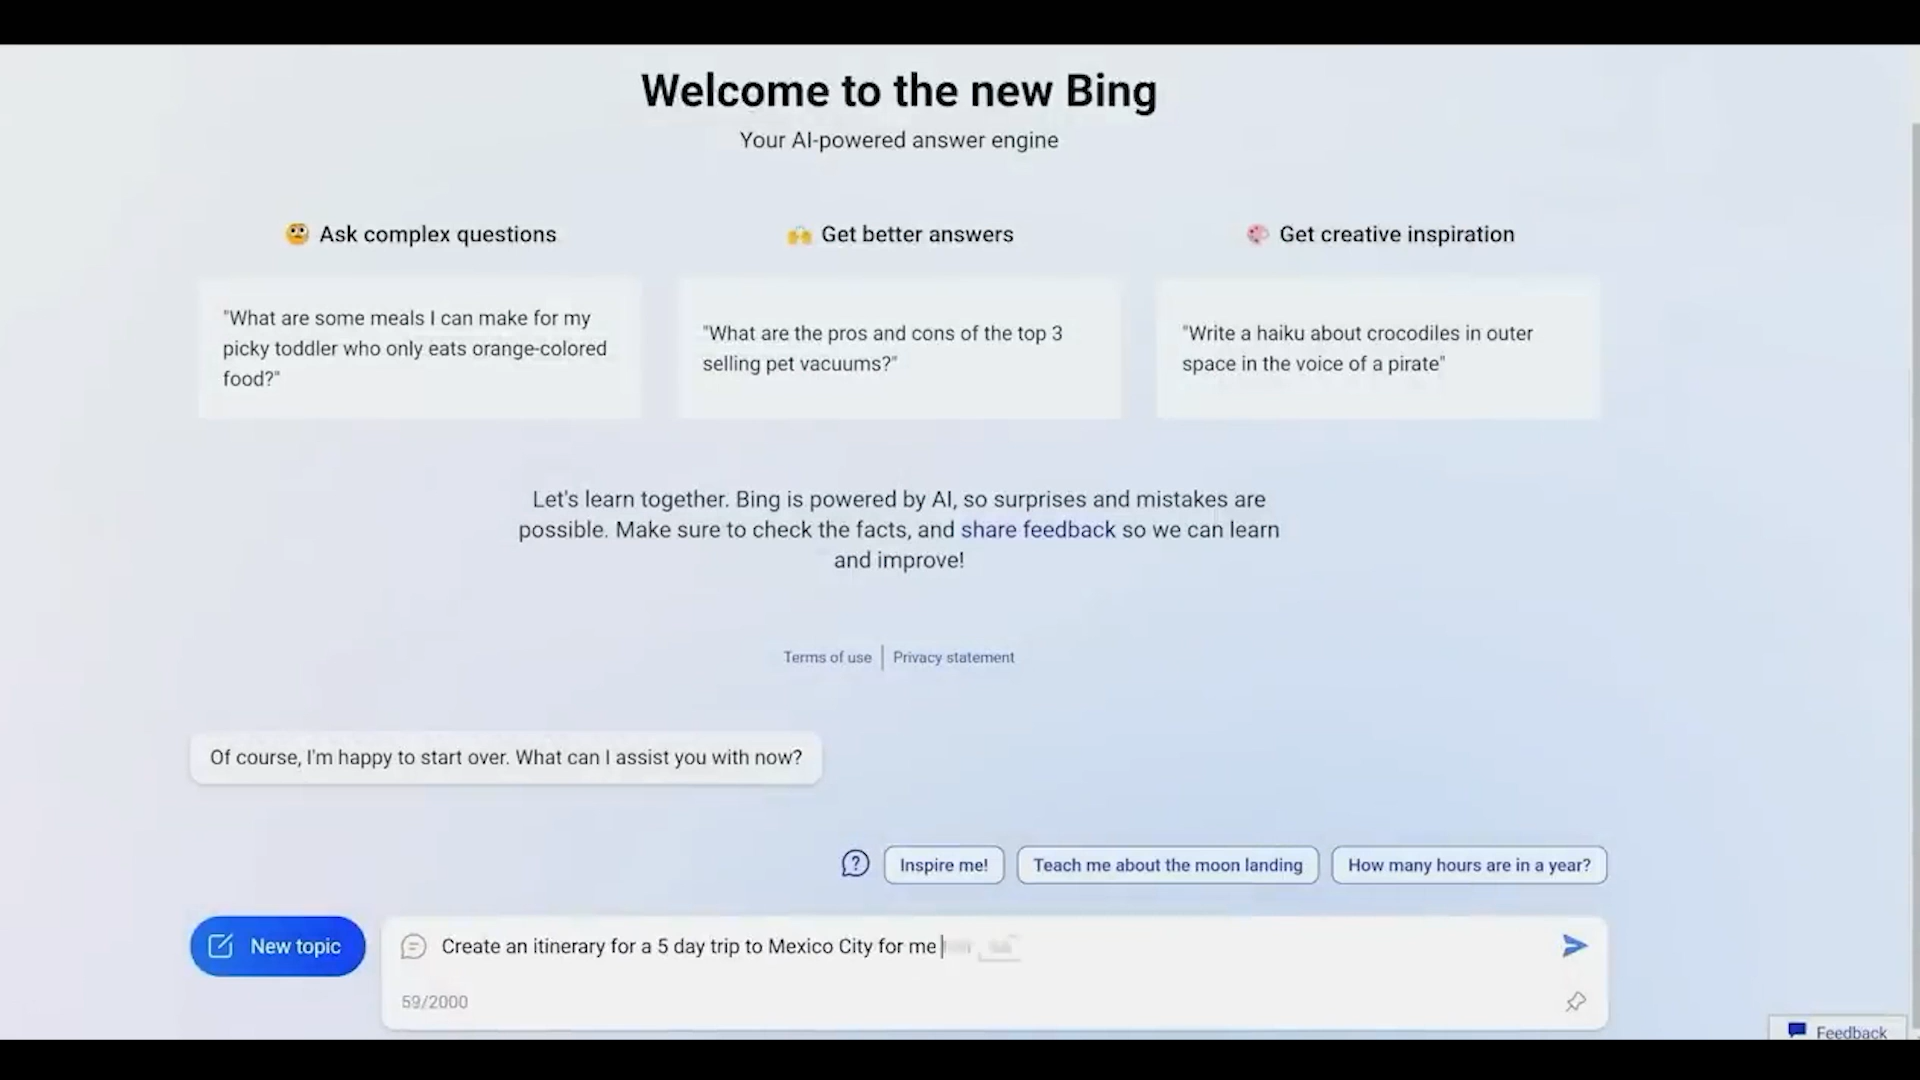 Welcome to the new Bing
Your AI-powered answer engine
Ask complex questions
"What are some meals I can make for my
picky toddler who only eats orange-colored
food?"
Get better answers
"What are the pros and cons of the top 3
selling pet vacuums?"
Get creative inspiration
"Write a haiku about crocodiles in outer
space in the voice of a pirate"
Let's learn together. Bing is powered by AI, so surprises and mistakes are
possible. Make sure to check the facts, and share feedback so we can learn
and improve!
Terms of use | Privacy statement
Of course, I'm happy to start over. What can I assist you with now?
Inspire me!
Teach me about the moon landing
How many hours are in a year?
New topic
Create an itinerary for a 5 day trip to Mexico City for me
59/2000
Feedback